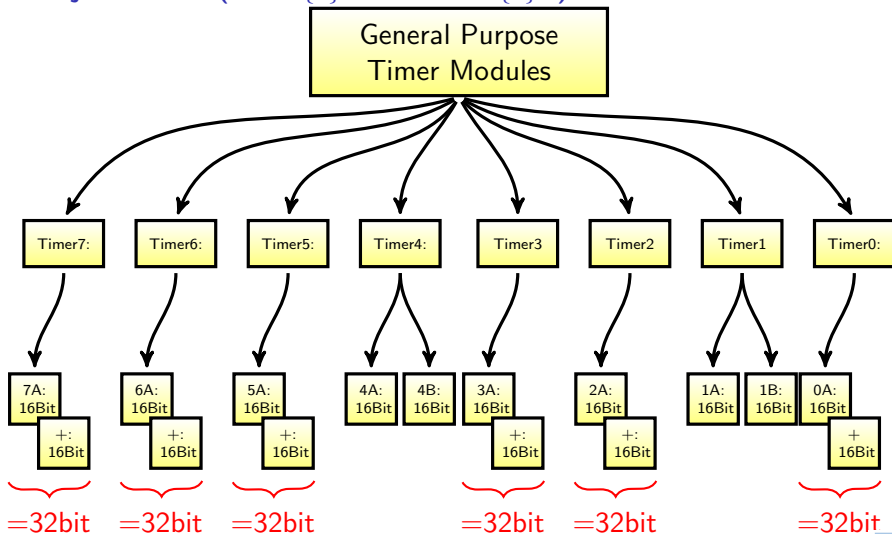 General Purpose
Timer Modules
Timer7: Timer6: Timer5: Timer4: Timer3 Timer2 Timer1 Timer0:
7A: 6A: 5A: 4A: 4B: 3A: 2A: 1A: 1B: 0A:
16Bit 16Bit 16Bit 16Bit 16Bit 16Bit 16Bit 16Bit 16Bit 16Bit
+: +: +: +: +: +
16Bit 16Bit 16Bit 16Bit 16Bit 16Bit
=32bit =32bit =32bit =32bit =32bit =32bit